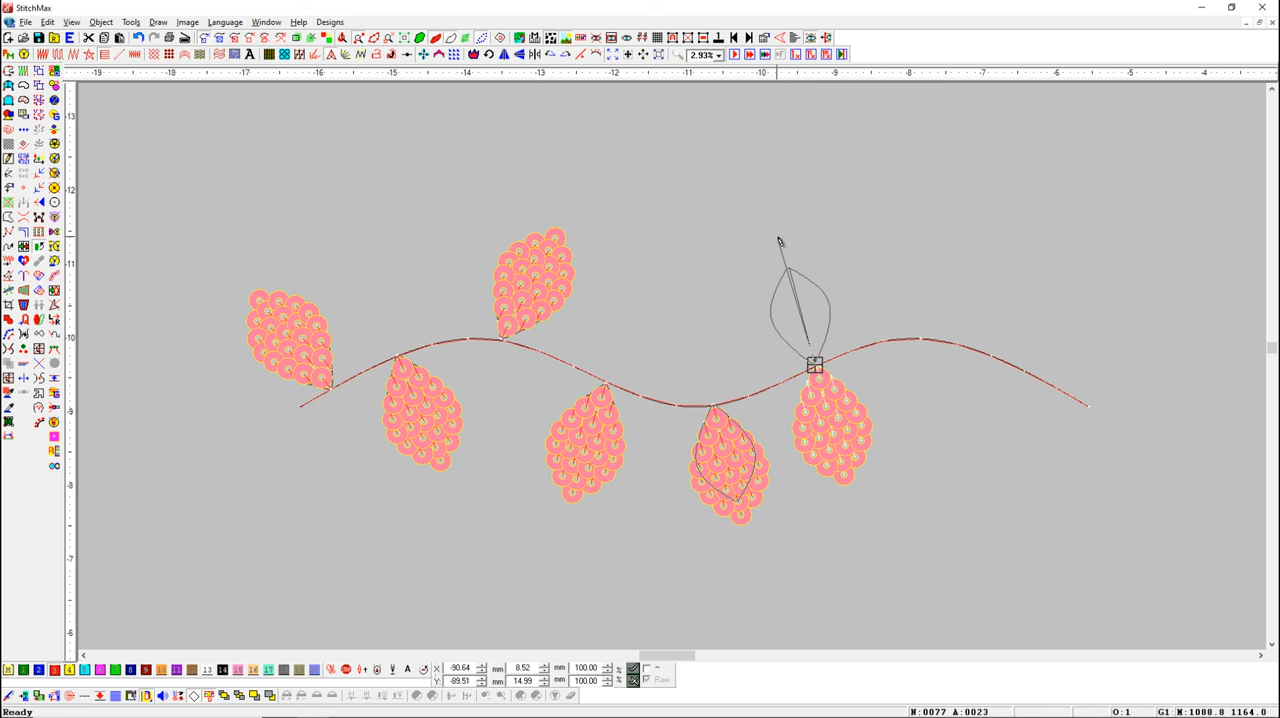 StitchMax
File Edit View Object Tools Draw Image Language Window Help Designs
2.93%
-19 -18 -17 -16 -15 -14 -13 -12 -11 -10 -9 -8 -7 -6 -5 -4
-13
-12
-11
-10
-9
-8
-7
-6
X: -90.64 mm 8.52 mm 100.00 % ~
Y: -89.51 14.99 mm 100.00 % Raw
Ready N:0077 A:0023 O:1 G1: M:1088.8 1164.0